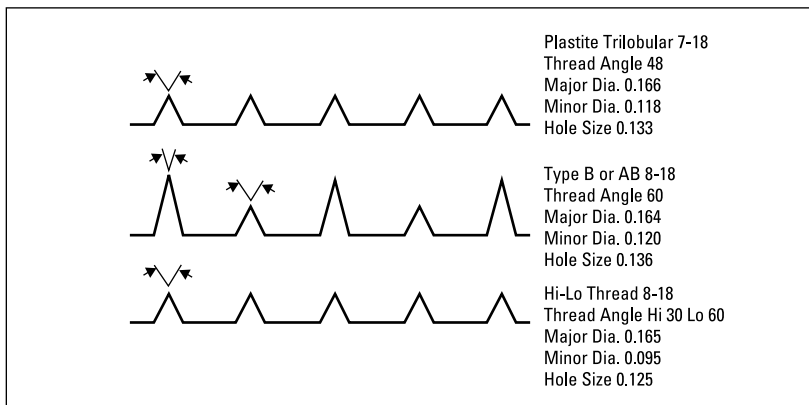 Plastite Trilobular 7-18
Thread Angle 48
Major Dia. 0.166
Minor Dia. 0.118
Hole Size 0.133
Type B or AB 8-18
Thread Angle 60
Major Dia. 0.164
Minor Dia. 0.120
Hole Size 0.136
Hi-Lo Thread 8-18
Thread Angle Hi 30 Lo 60
Major Dia. 0.165
Minor Dia. 0.095
Hole Size 0.125